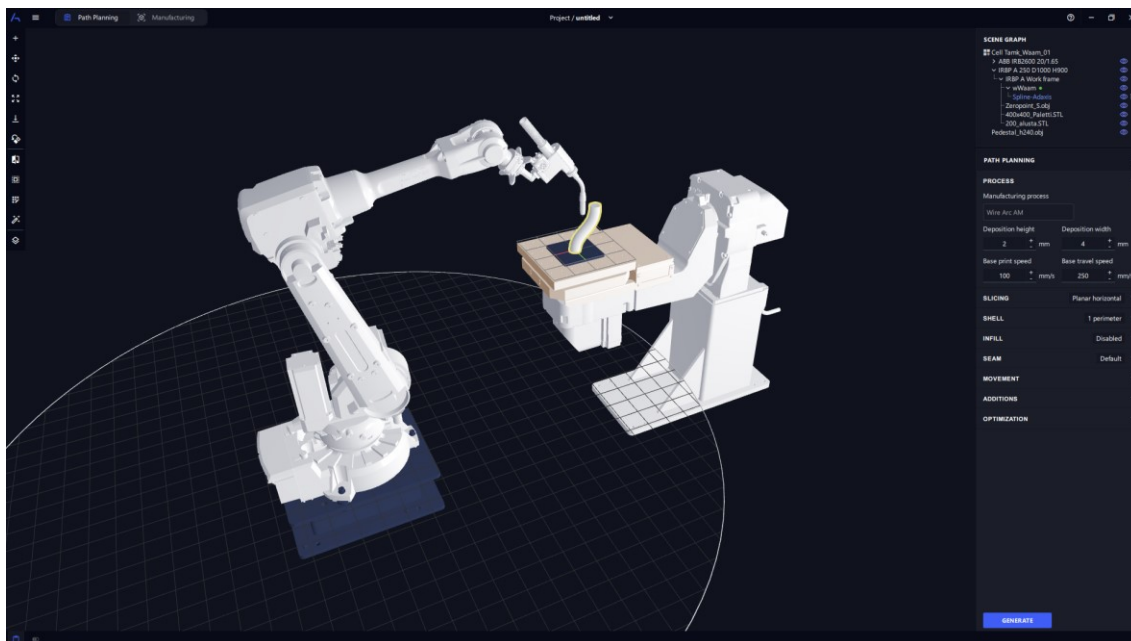 Path Planning
Manufacturing
Project / untitled
SCENE GRAPH
Cell Tamk_Waam_01
ABB IRB2600 20/1.65
IRBP A 250 D1000 H900
IRBP A Work frame
wWaam
Spline-Adaxis
Zeropoint_S.obj
400x400_Paletti.STL
200_alusta.STL
Pedestal_h240.obj
PATH PLANNING
PROCESS
Manufacturing process
Wire Arc AM
Deposition height Deposition width
2 mm 4 mm
Base print speed Base travel speed
100 mm/s 250 mm/
SLICING Planar horizontal
SHELL 1 perimeter
INFILL Disabled
SEAM Default
MOVEMENT
ADDITIONS
OPTIMIZATION
GENERATE